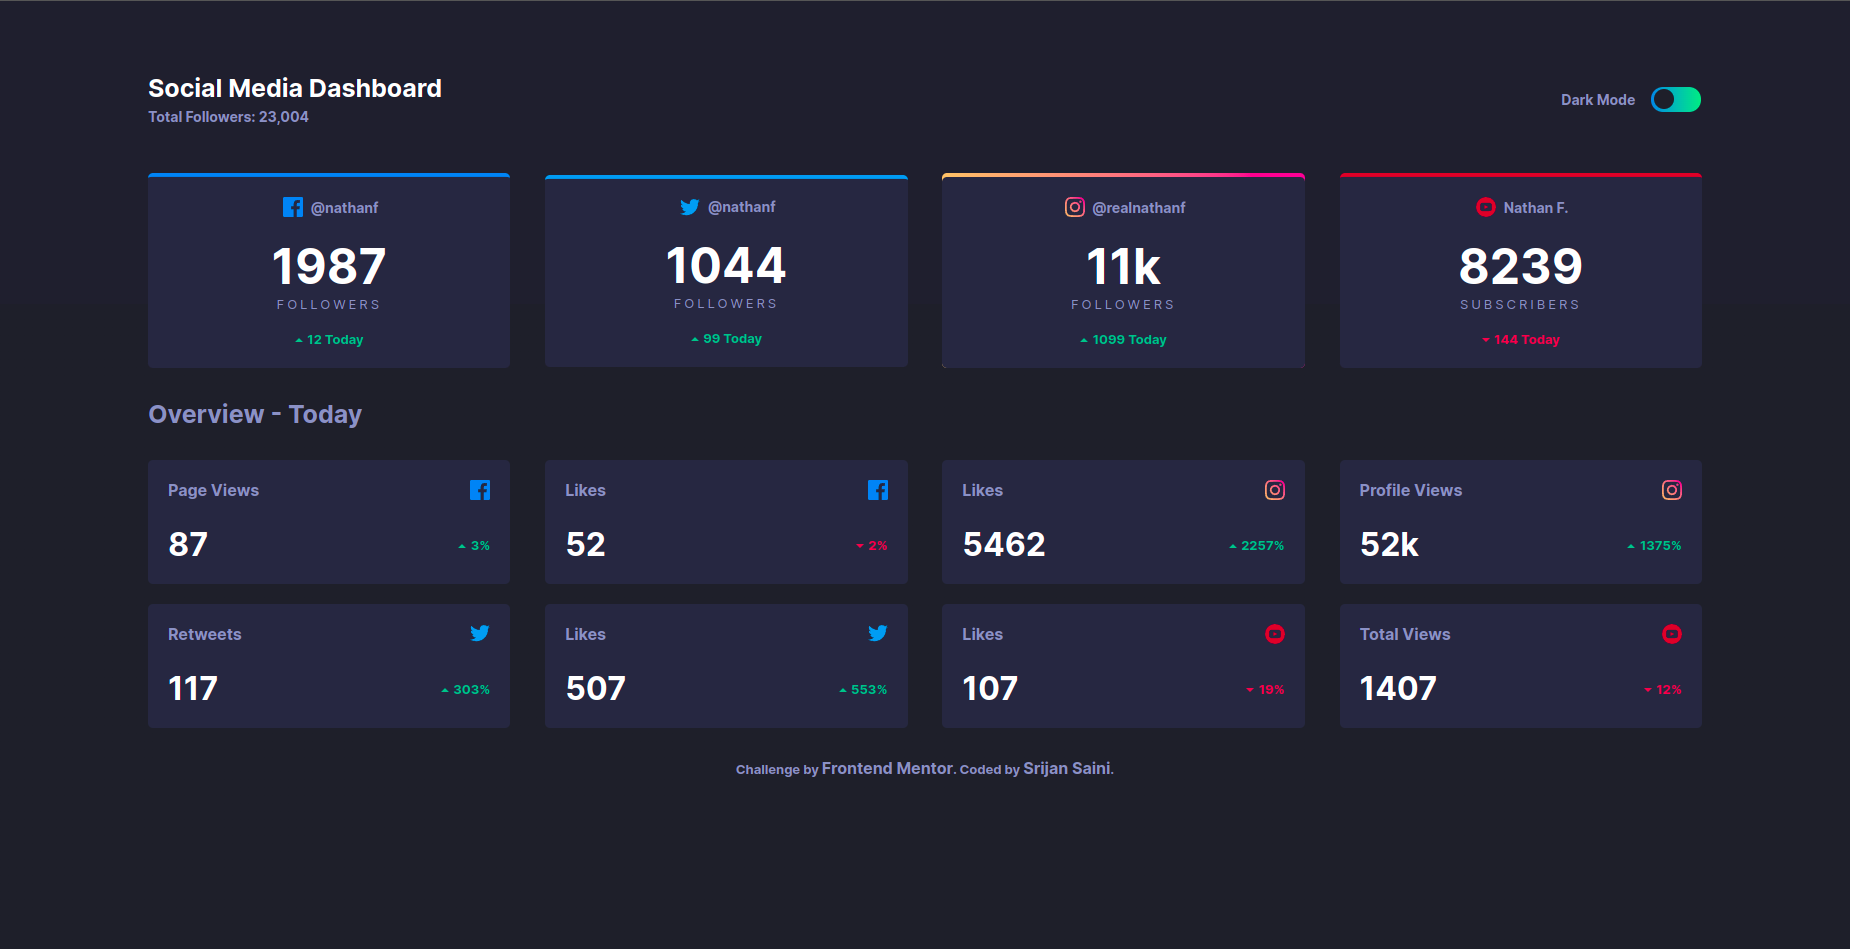 Social Media Dashboard
Total Followers: 23,004
Dark Mode
@nathanf
1987
FOLLOWERS
12 Today
@nathanf
1044
FOLLOWERS
99 Today
@realnathanf
11k
FOLLOWERS
1099 Today
Nathan F.
8239
SUBSCRIBERS
144 Today
Overview - Today
Page Views
87
3%
Likes
52
2%
Likes
5462
2257%
Profile Views
52k
1375%
Retweets
117
303%
Likes
507
553%
Likes
107
19%
Total Views
1407
12%
Challenge by Frontend Mentor. Coded by Srijan Saini.